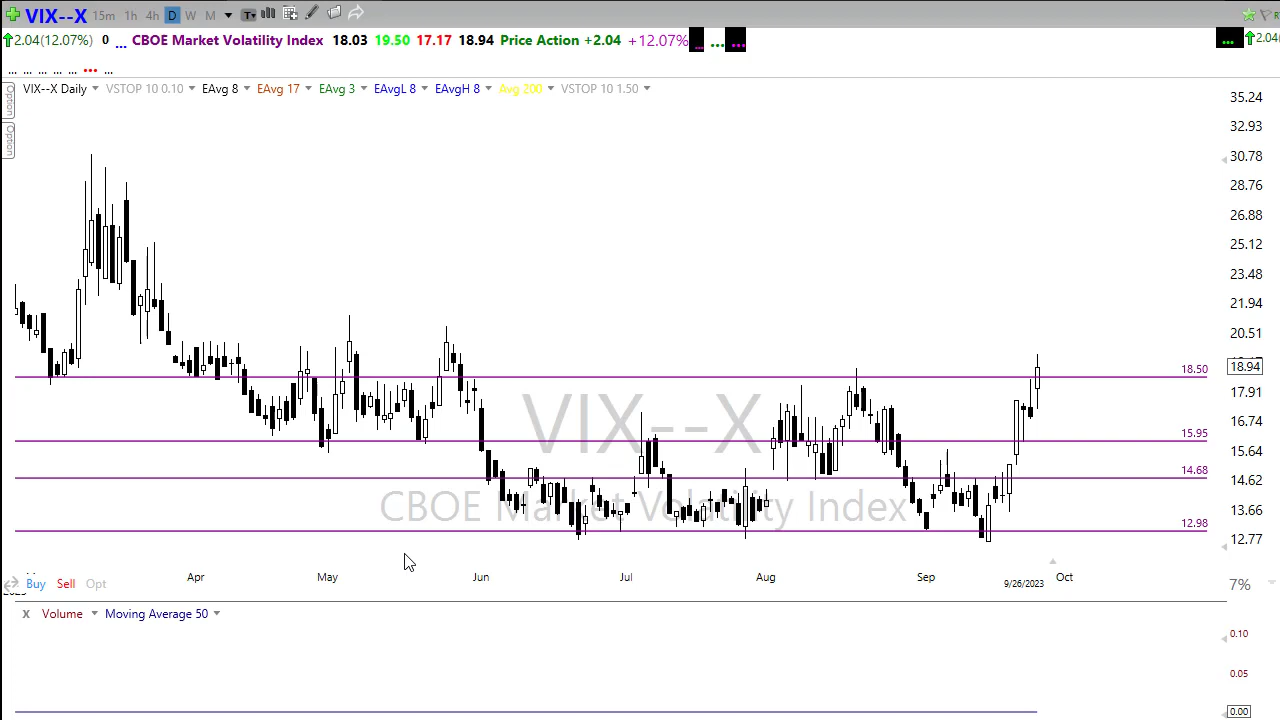 VIX--X 15m 1h 4h D W M T
2.04(12.07%) 0 ... CBOE Market Volatility Index 18.03 19.50 17.17 18.94 Price Action +2.04 +12.07% ... ... ... ... 2.04(
... ... ... ... ... ... ...
Option VIX--X Daily VSTOP 10 0.10 EAvg 8 EAvg 17 EAvg 3 EAvgL 8 EAvgH 8 Avg 200 VSTOP 10 1.50
Option
35.24
32.93
30.78
28.76
26.88
25.12
23.48
21.94
20.51
18.94
18.50
17.91
16.74
15.95
15.64
14.68
14.62
13.66
12.98
12.77
VIX--X
CBOE Market Volatility Index
Apr May Jun Jul Aug Sep 9/26/2023 Oct
Buy Sell Opt 7%
X Volume Moving Average 50
0.10
0.05
0.00